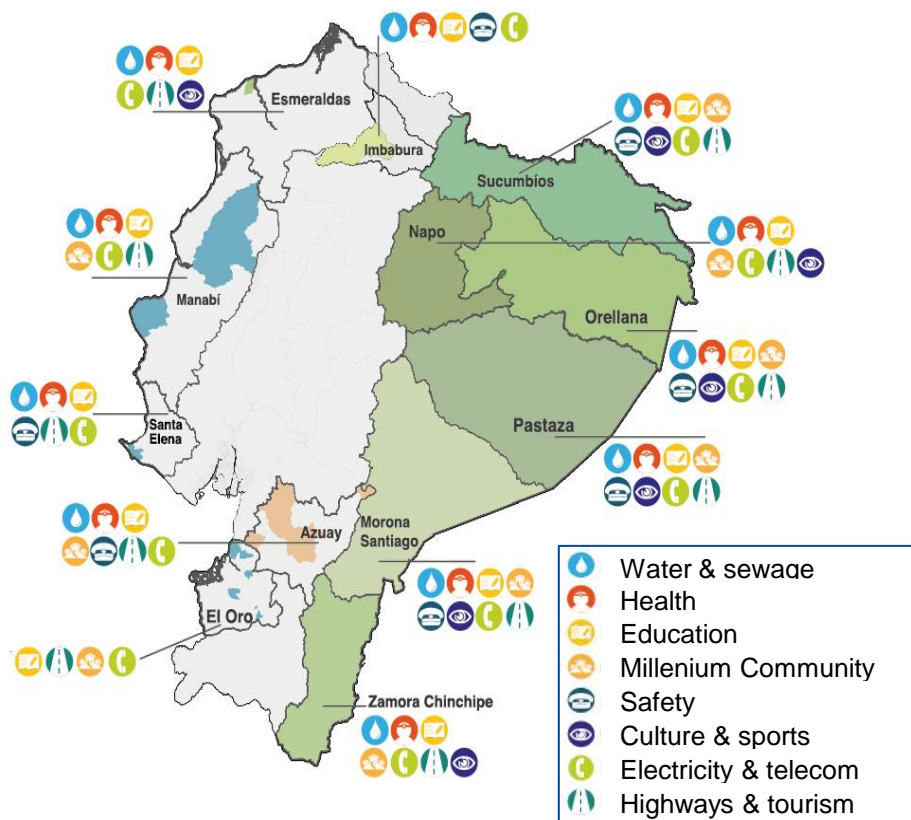 Esmeraldas
Imbabura
Sucumbíos
Napo
Manabí
Orellana
Santa
Elena
Pastaza
Azuay
Morona
Santiago
El Oro
Zamora Chinchipe
Water & sewage
Health
Education
Millenium Community
Safety
Culture & sports
Electricity & telecom
Highways & tourism